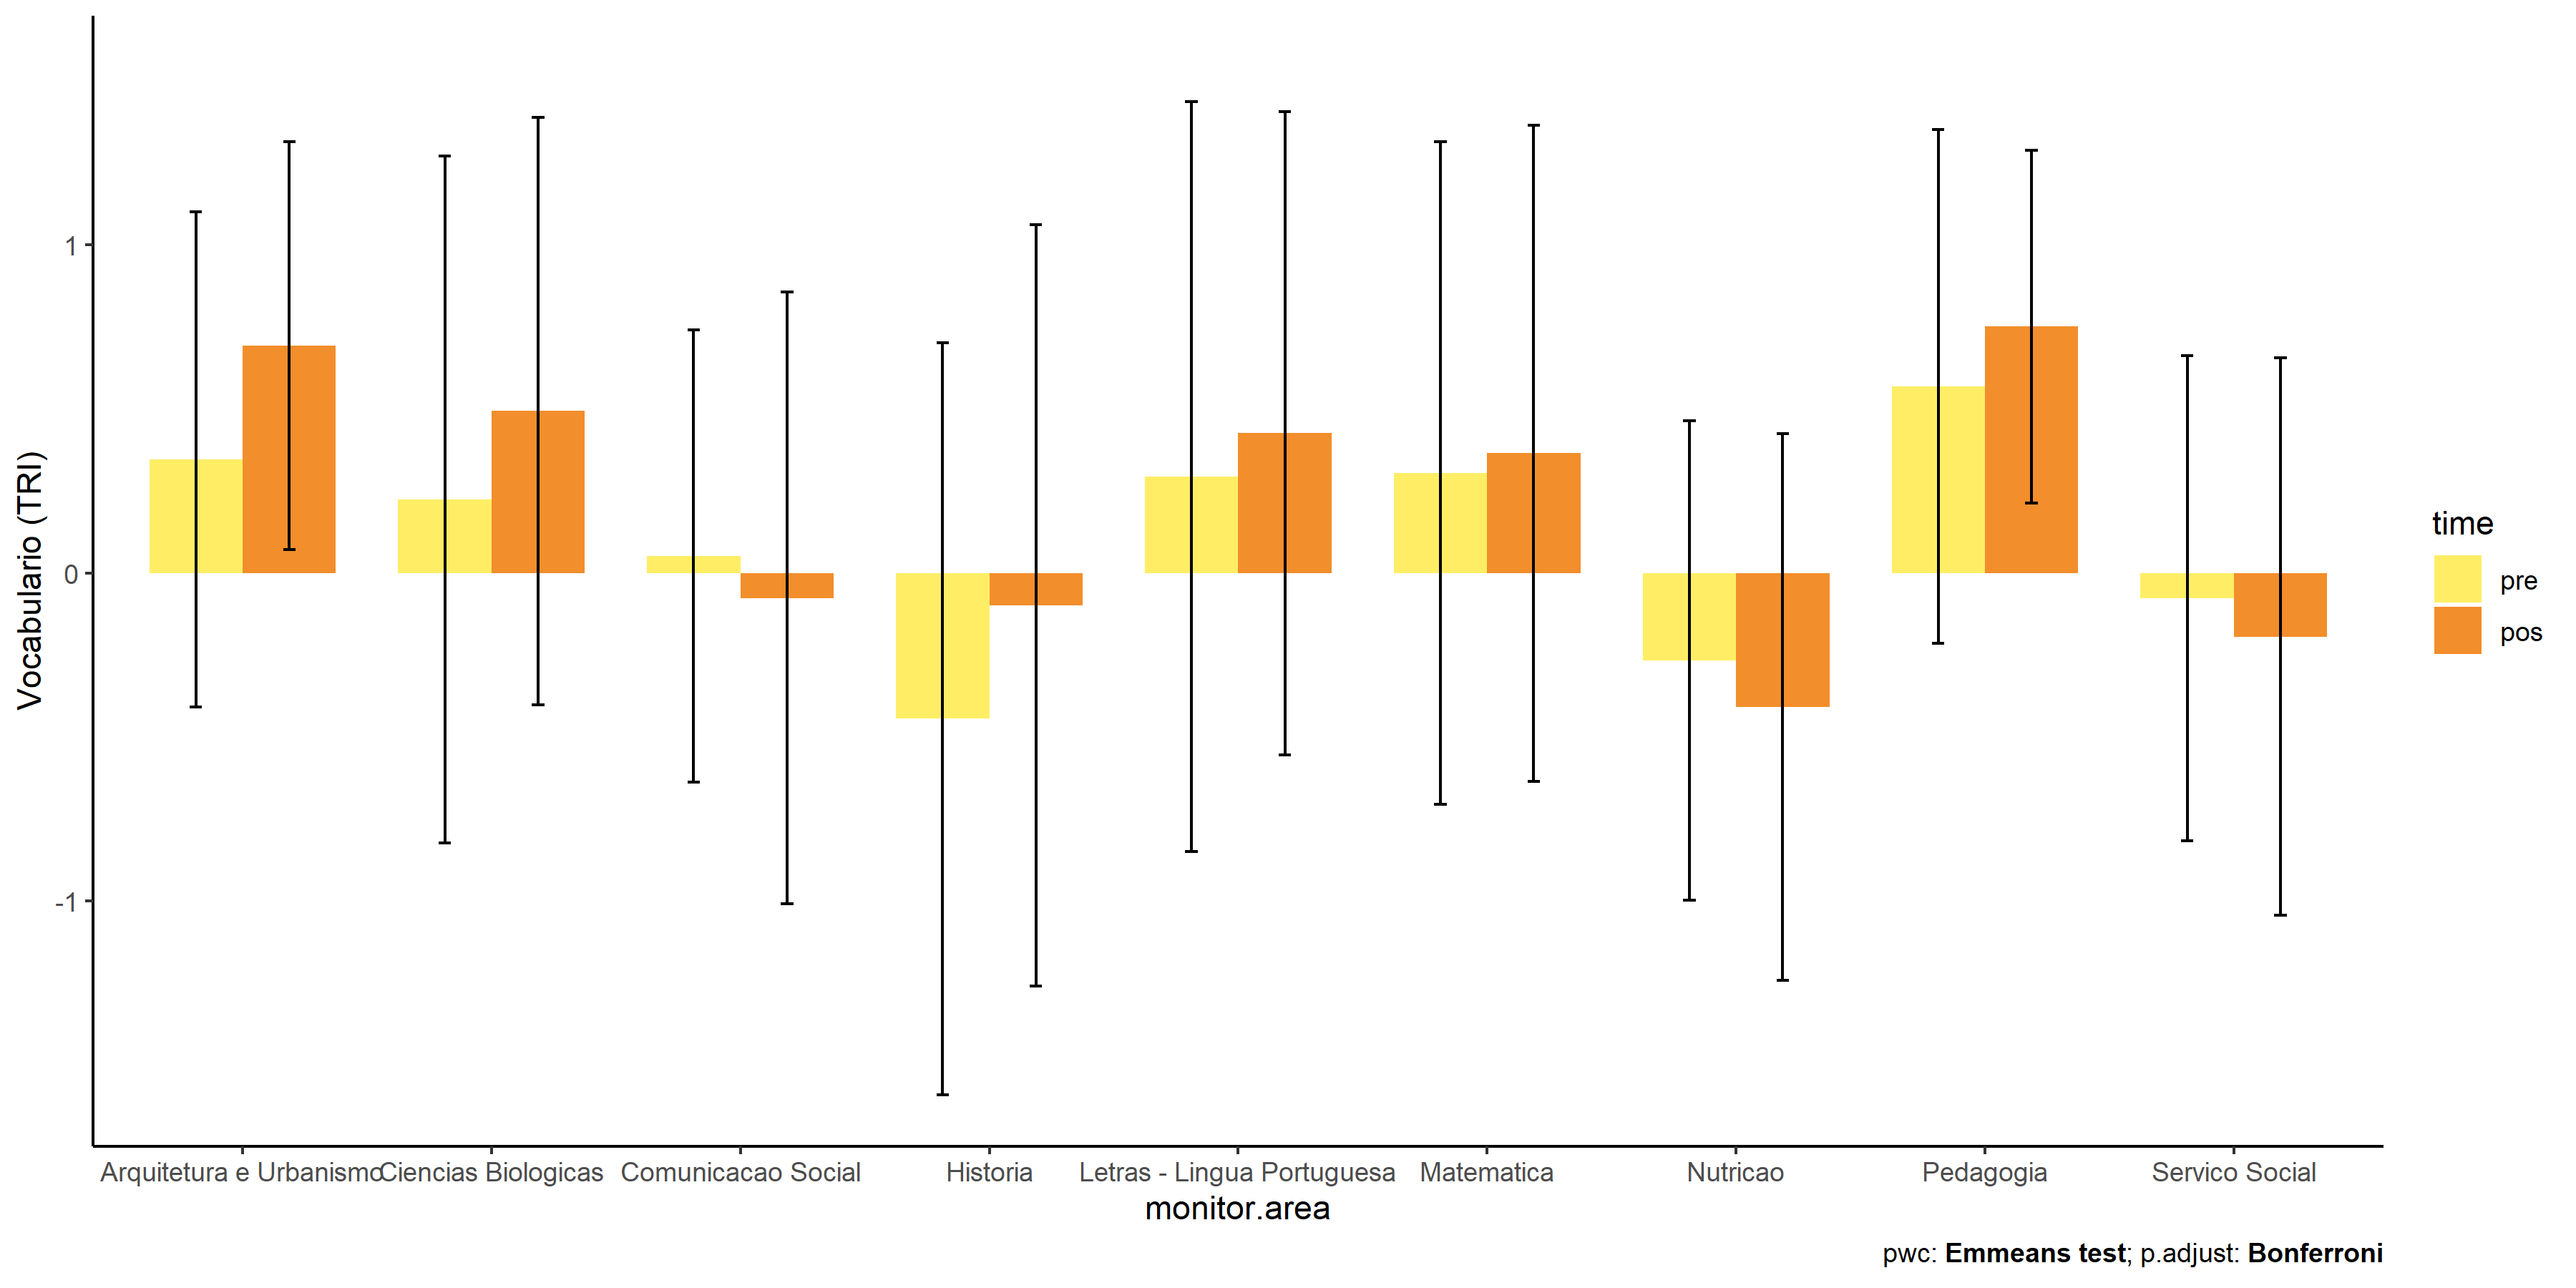 Vocabulario (TRI)
1
0
-1
Arquitetura e Urbanismo Ciencias Biologicas Comunicacao Social Historia Letras - Lingua Portuguesa Matematica Nutricao Pedagogia Servico Social
monitor.area
pwc: Emmeans test; p.adjust: Bonferroni
time
pre
pos